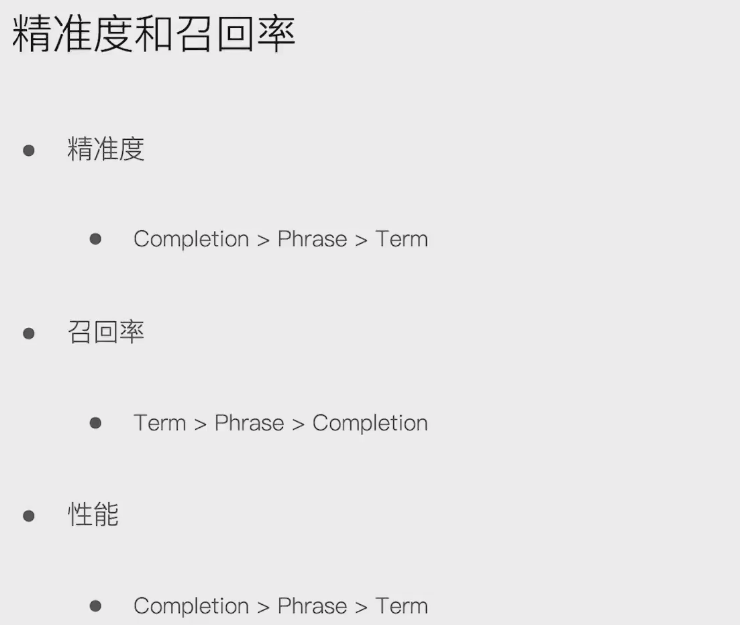 精准度和召回率
● 精准度
● Completion > Phrase > Term
● 召回率
● Term > Phrase > Completion
● 性能
● Completion > Phrase > Term